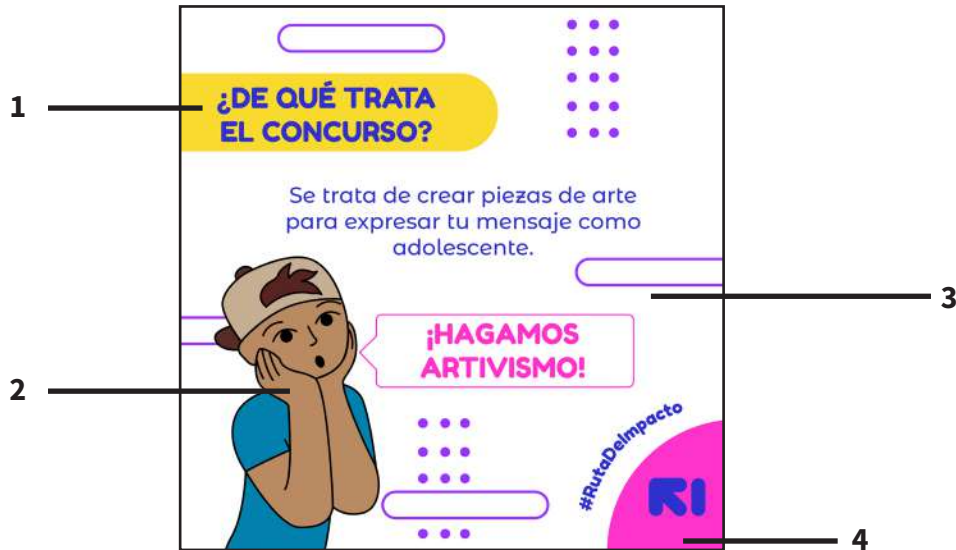 1
¿DE QUÉ TRATA
EL CONCURSO?
Se trata de crear piezas de arte
para expresar tu mensaje como
adolescente.
3
¡HAGAMOS
ARTIVISMO!
2
#RutaDeImpacto
RI
4